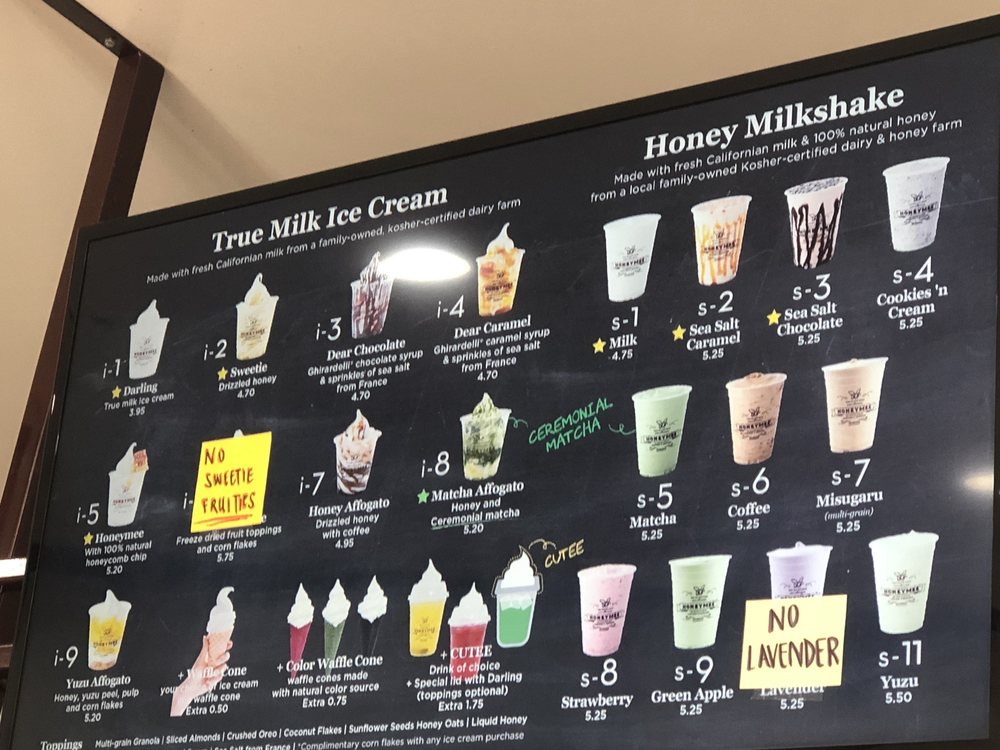 True Milk Ice Cream
Made with fresh Californian milk from a family-owned, kosher-certified dairy farm
i-1
Darling
True milk ice cream
3.95
i-2
Sweetie
Drizzled honey
4.70
i-3
Dear Chocolate
Ghirardelli® chocolate syrup
& sprinkles of sea salt
from France
4.70
i-4
Dear Caramel
Ghirardelli® caramel syrup
& sprinkles of sea salt
from France
4.70
i-5
Honeymee
With 100% natural
honeycomb chip
5.20
NO
SWEETIE
FRUITIES
Freeze dried fruit toppings
and corn flakes
5.75
i-7
Honey Affogato
Drizzled honey
with coffee
4.95
i-8
Matcha Affogato
Honey and
Ceremonial matcha
5.20
CEREMONIAL
MATCHA
i-9
Yuzu Affogato
Honey, yuzu peel, pulp
and corn flakes
5.20
+ Waffle Cone
your ice cream
waffle cone
Extra 0.50
+ Color Waffle Cone
waffle cones made
with natural color source
Extra 0.75
CUTEE
+ CUTEE
Drink of choice
+ Special lid with Darling
(toppings optional)
Extra 1.75
Toppings
Multi-grain Granola | Sliced Almonds | Crushed Oreo | Coconut Flakes | Sunflower Seeds Honey Oats | Liquid Honey
Sea Salt from France | *Complimentary corn flakes with any ice cream purchase
Honey Milkshake
Made with fresh Californian milk & 100% natural honey
from a local family-owned Kosher-certified dairy & honey farm
s-1
Milk
4.75
s-2
Sea Salt
Caramel
5.25
s-3
Sea Salt
Chocolate
5.25
s-4
Cookies 'n
Cream
5.25
s-5
Matcha
5.25
s-6
Coffee
5.25
s-7
Misugaru
(multi-grain)
5.25
s-8
Strawberry
5.25
s-9
Green Apple
5.25
NO
LAVENDER
Lavender
5.25
s-11
Yuzu
5.50